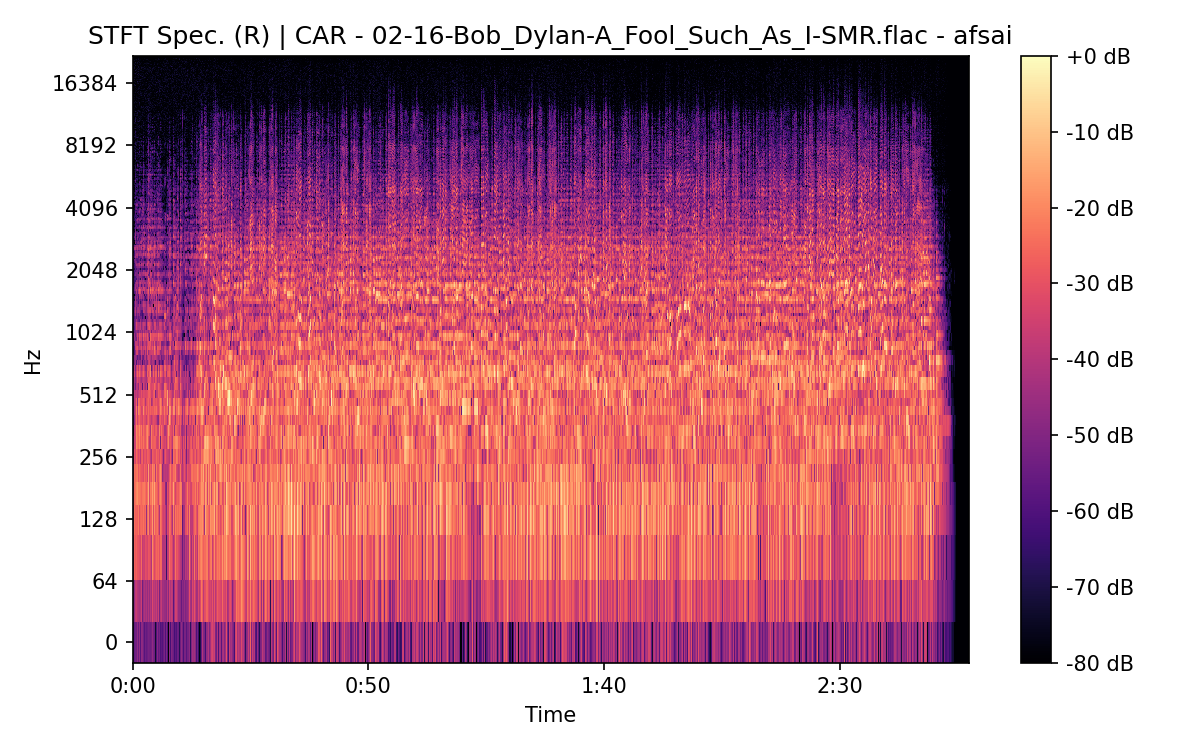 STFT Spec. (R) | CAR - 02-16-Bob_Dylan-A_Fool_Such_As_I-SMR.flac - afsai
16384
8192
4096
2048
1024
512
256
128
64
0
Hz
0:00
0:50
1:40
2:30
Time
+0 dB
-10 dB
-20 dB
-30 dB
-40 dB
-50 dB
-60 dB
-70 dB
-80 dB